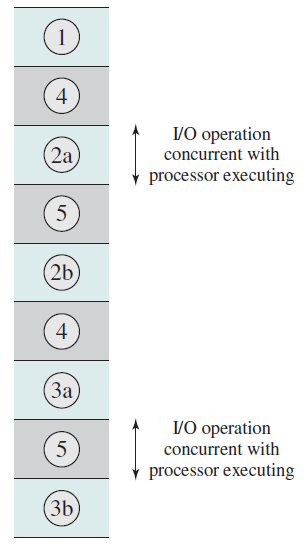 1
4
2a
I/O operation
concurrent with
processor executing
5
2b
4
3a
5
I/O operation
concurrent with
processor executing
3b